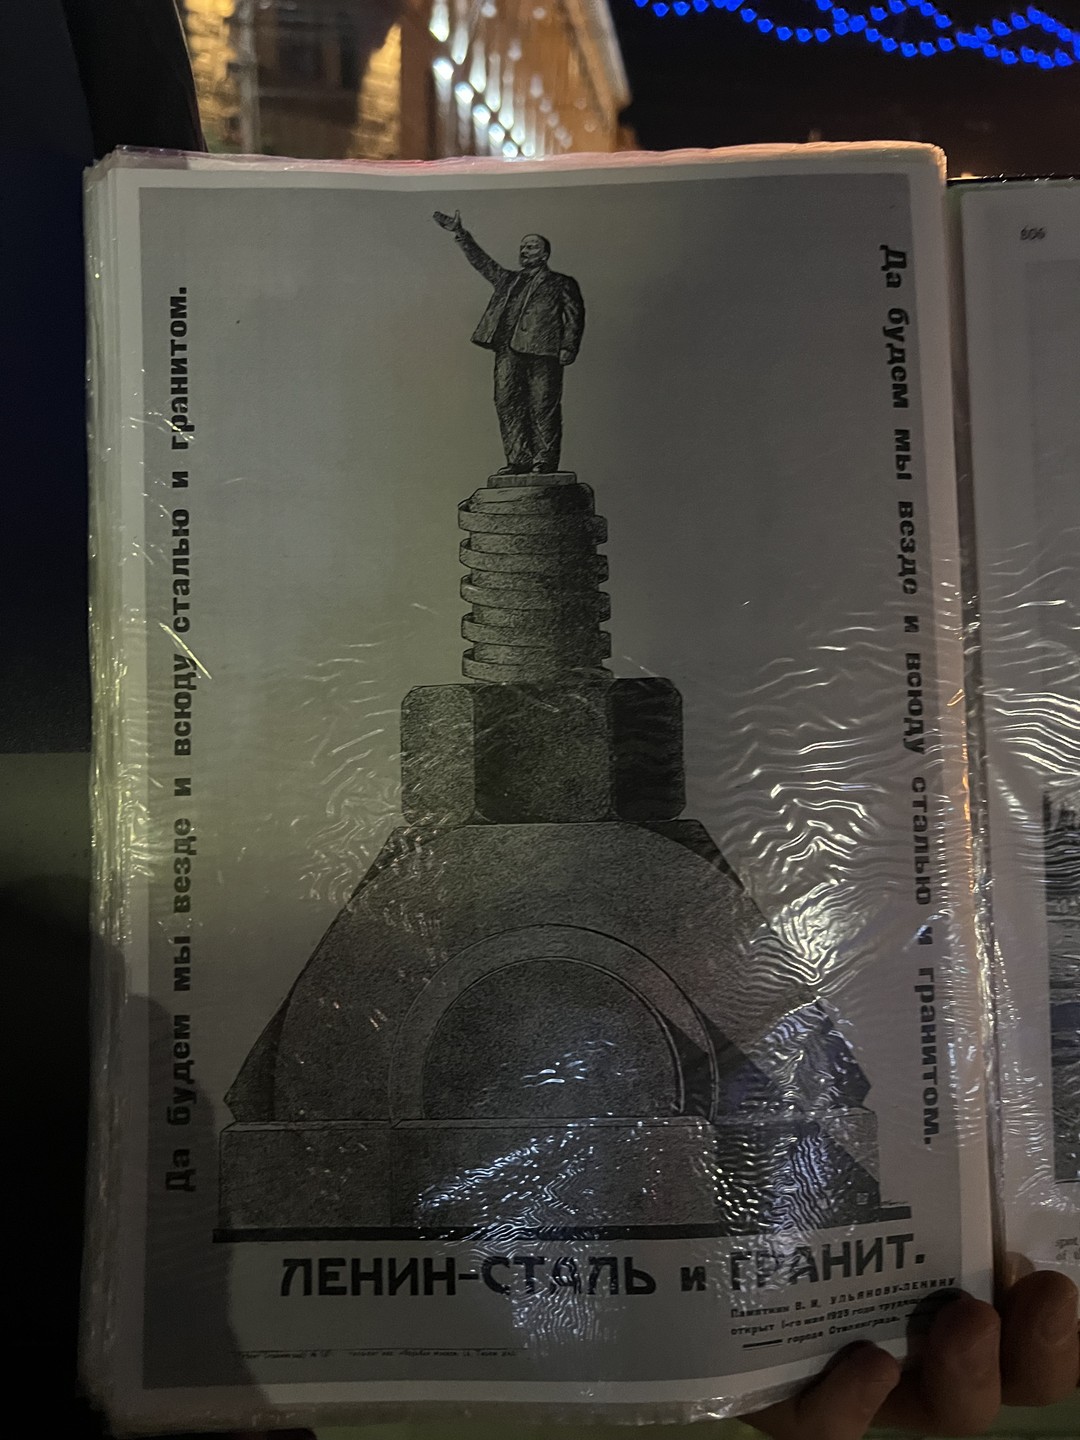 Да будем мы везде и всюду сталью и гранитом.
Да будем мы везде и всюду сталью и гранитом.
ЛЕНИН-СТАЛЬ и ГРАНИТ.
Памятник В. И. УЛЬЯНОВУ-ЛЕНИНУ
открыт 1-го мая 1925 года
города Сталинграда.
809